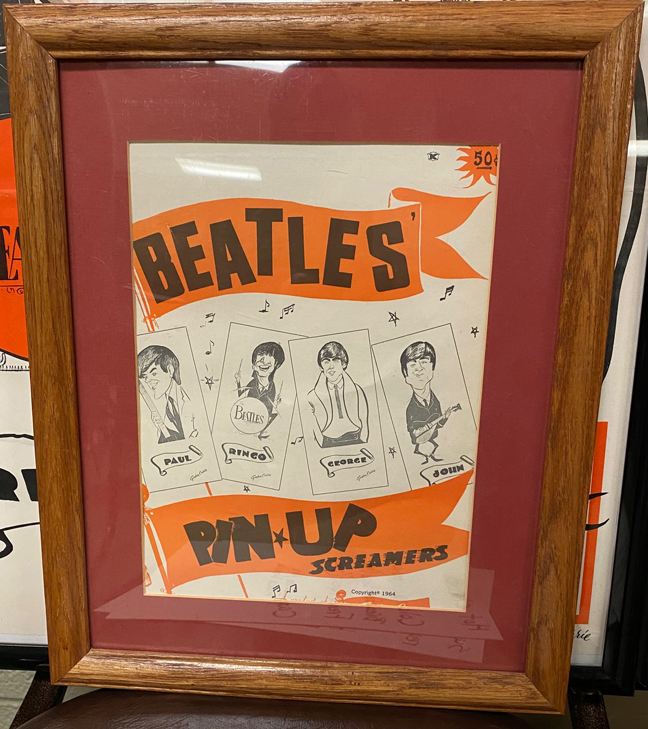 K
50¢
BEATLES'
BEATLES
PAUL
RINGO
GEORGE
JOHN
PIN★UP
SCREAMERS
Copyright© 1964